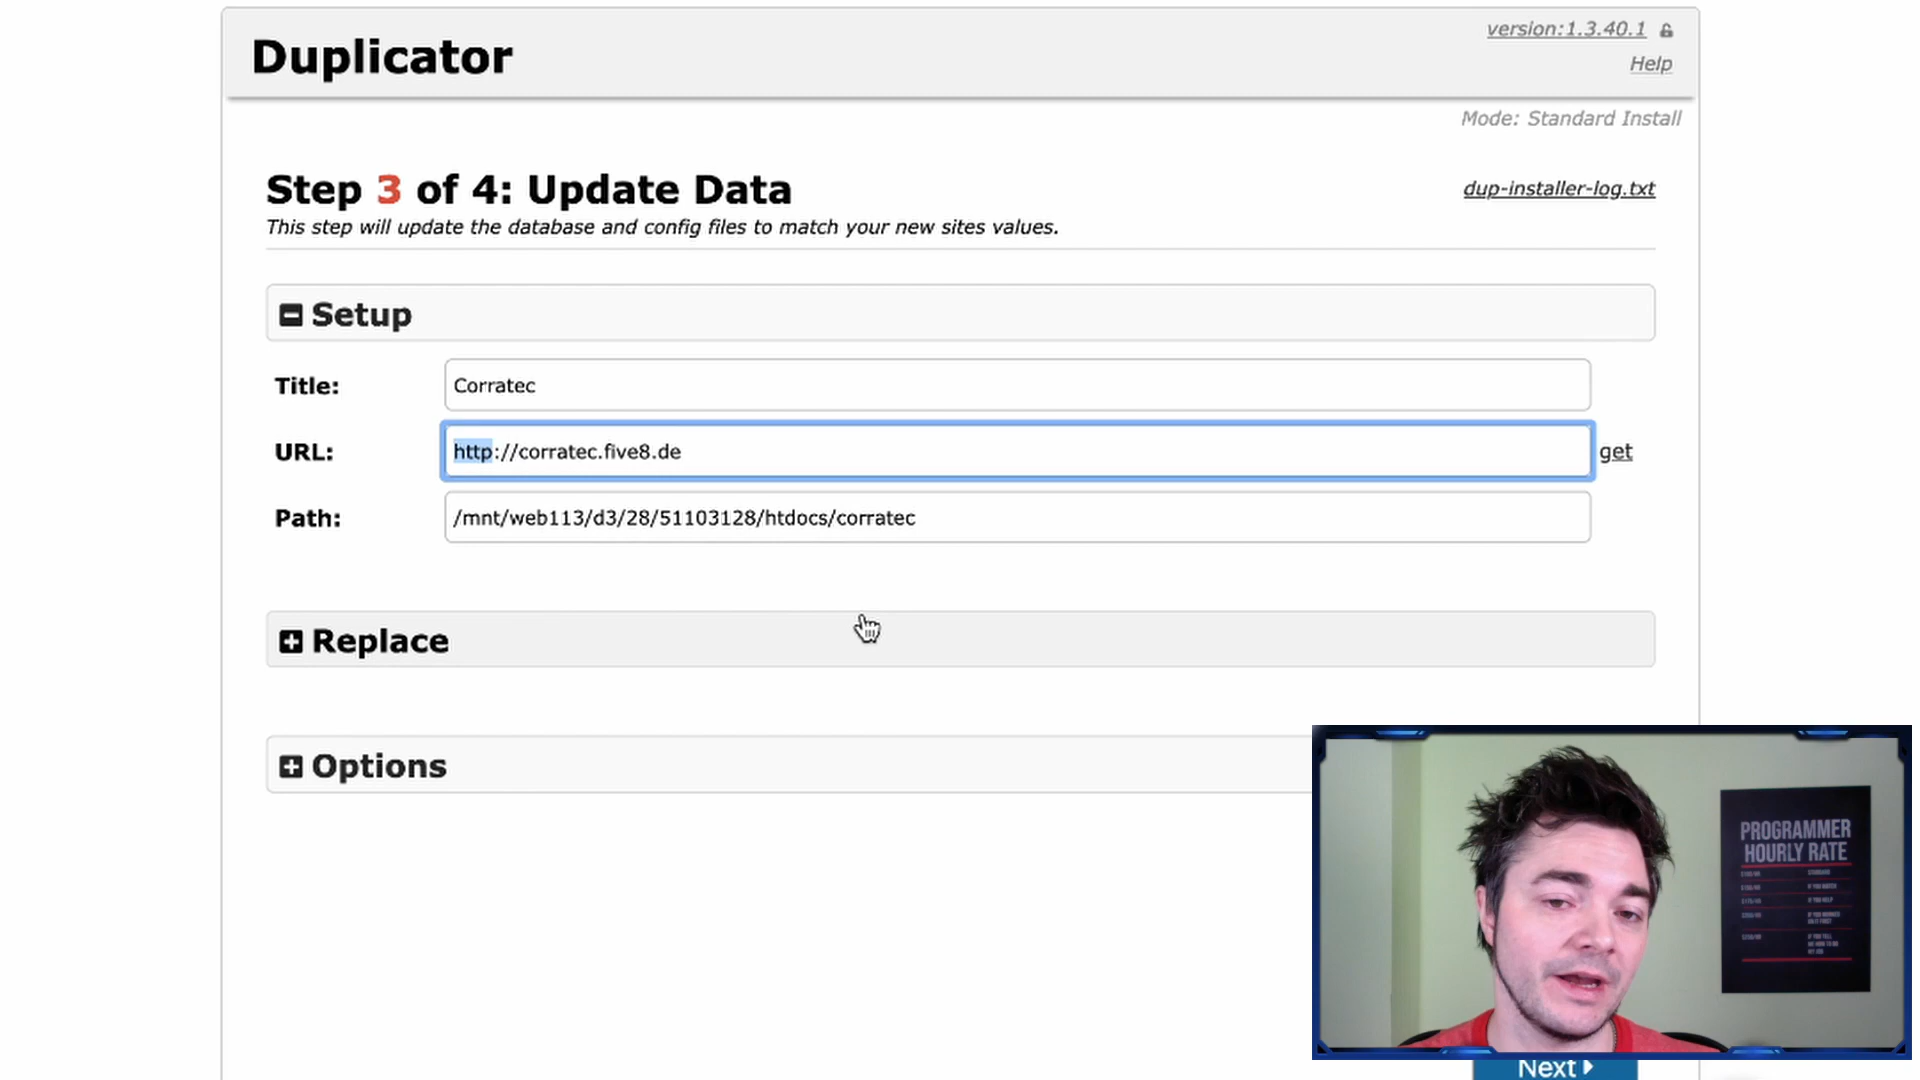 Duplicator
version:1.3.40.1
Help
Mode: Standard Install
Step 3 of 4: Update Data
dup-installer-log.txt
This step will update the database and config files to match your new sites values.
Setup
Title:
Corratec
URL:
http://corratec.five8.de
get
Path:
/mnt/web113/d3/28/51103128/htdocs/corratec
Replace
Options
PROGRAMMER
HOURLY RATE
Next